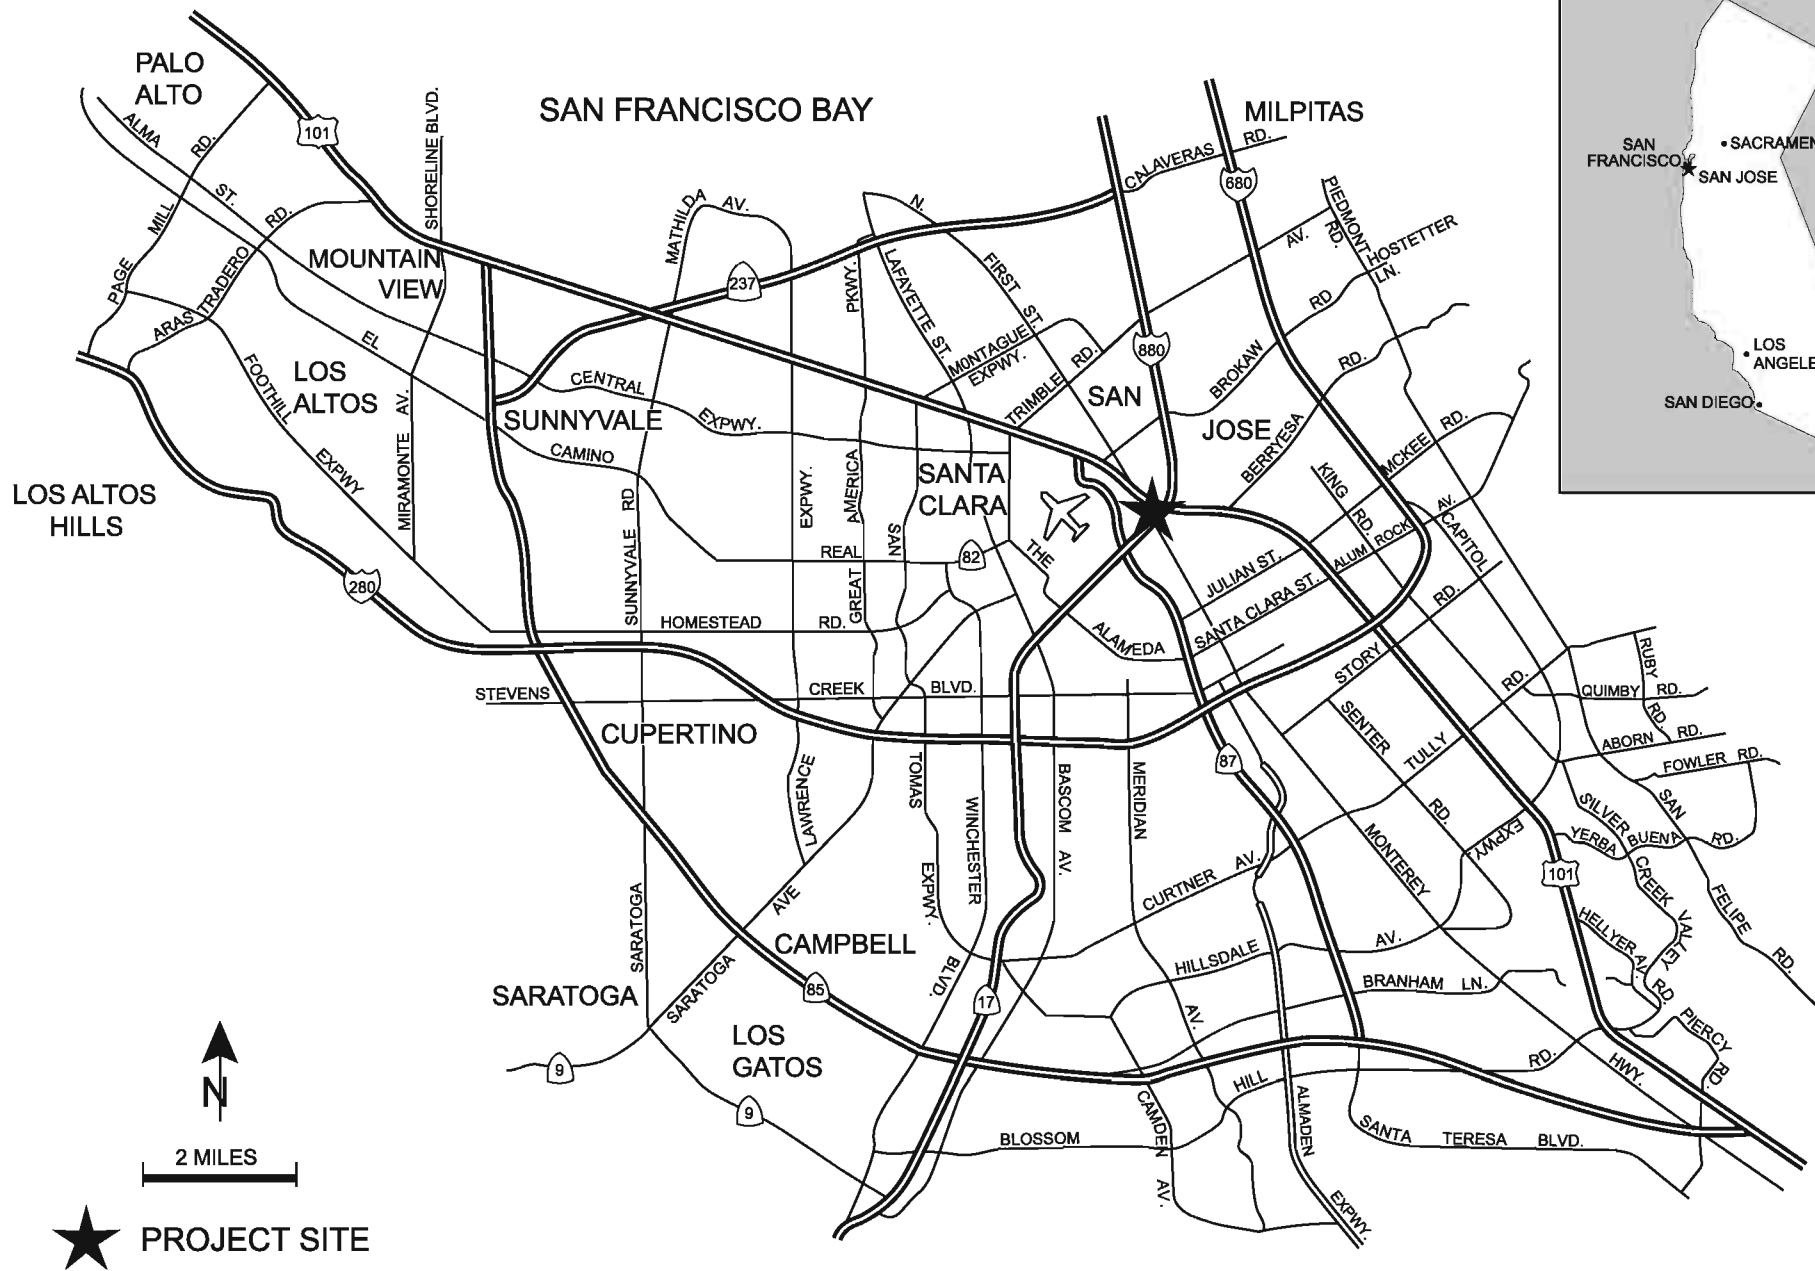 PALO
ALTO
SAN FRANCISCO BAY
MILPITAS
101
SHORELINE BLVD.
ALMA
ST.
PAGE
MILL
RD.
ARASTRADERO
RD.
MOUNTAIN
VIEW
MATHILDA
AV.
237
N.
FIRST
ST.
LAFAYETTE ST.
PKWY.
CALAVERAS
RD.
680
880
PIEDMONT
RD.
HOSTETTER
LN.
AV.
RD
SAN
FRANCISCO
SACRAMEN
SAN JOSE
LOS
ANGELE
SAN DIEGO
EL
CENTRAL
EXPWY.
MONTAGUE
EXPWY.
TRIMBLE
RD.
SAN
JOSE
BROKAW
BERRYESA
RD.
LOS
ALTOS
FOOTHILL
EXPWY
MIRAMONTE
AV.
SUNNYVALE
CAMINO
SANTA
CLARA
KING
RD.
MCKEE
RD.
LOS ALTOS
HILLS
SUNNYVALE
RD
EXPWY.
AMERICA
SAN
REAL
82
THE
ALAMEDA
JULIAN ST.
SANTA CLARA ST.
ALUM
ROCK
AV.
CAPITOL
280
GREAT
HOMESTEAD
RD.
STEVENS
CREEK
BLVD.
CUPERTINO
STORY
RD.
SENTER
RD.
TULLY
RD.
RUBY
RD.
QUIMBY
RD.
ABORN
RD.
FOWLER
RD.
87
LAWRENCE
TOMAS
EXPWY.
WINCHESTER
BLVD.
BASCOM
AV.
MERIDIAN
AV.
MONTEREY
HWY.
EXPWY
SILVER
CREEK
VALLEY
RD.
YERBA
BUENA
RD.
SAN
FELIPE
RD.
101
HELLYER
AV.
PIERCY
RD.
CURTNER
AV.
HILLSDALE
AV.
BRANHAM
LN.
SARATOGA
SARATOGA
AVE
CAMPBELL
SARATOGA
85
17
LOS
GATOS
9
9
BLOSSOM
HILL
RD.
CAMDEN
AV.
ALMADEN
EXPWY.
SANTA
TERESA
BLVD.
N
2 MILES
PROJECT SITE